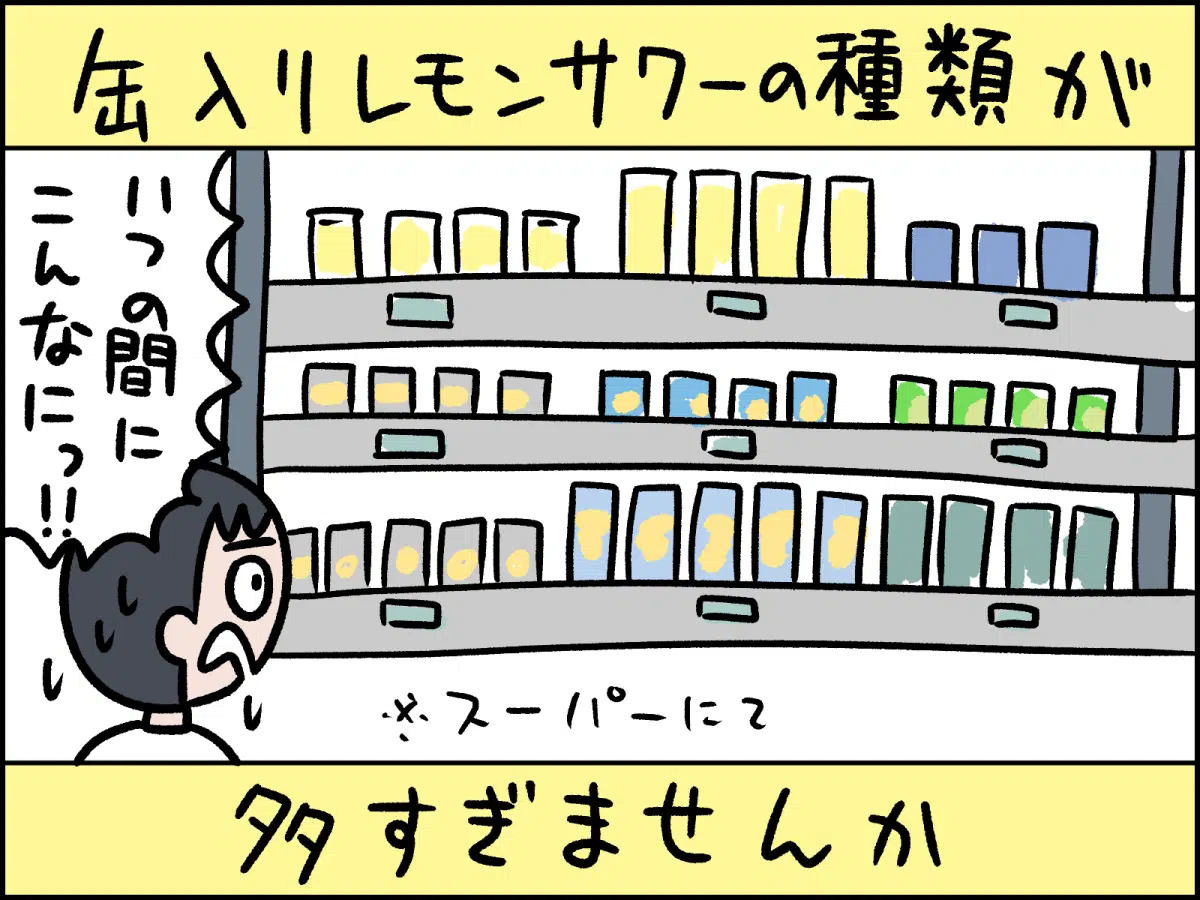 缶入りレモンサワーの種類が
いつの間に
こんなにっ!!
※スーパーにて
多すぎませんか